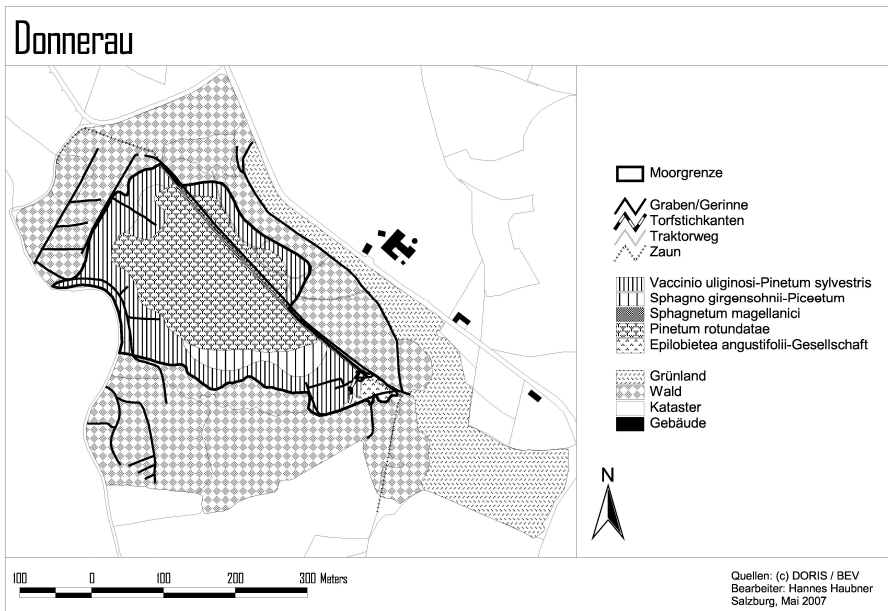 Donnerau
Moorgrenze
Graben/Gerinne
Torfstichkanten
Traktorweg
Zaun
Vaccinio uliginosi-Pinetum sylvestris
Sphagno girgensohnii-Piceetum
Sphagnetum magellanici
Pinetum rotundatae
Epilobietea angustifolii-Gesellschaft
Grünland
Wald
Kataster
Gebäude
N
100 0 100 200 300 Meters
Quellen: (c) DORIS / BEV
Bearbeiter: Hannes Haubner
Salzburg, Mai 2007